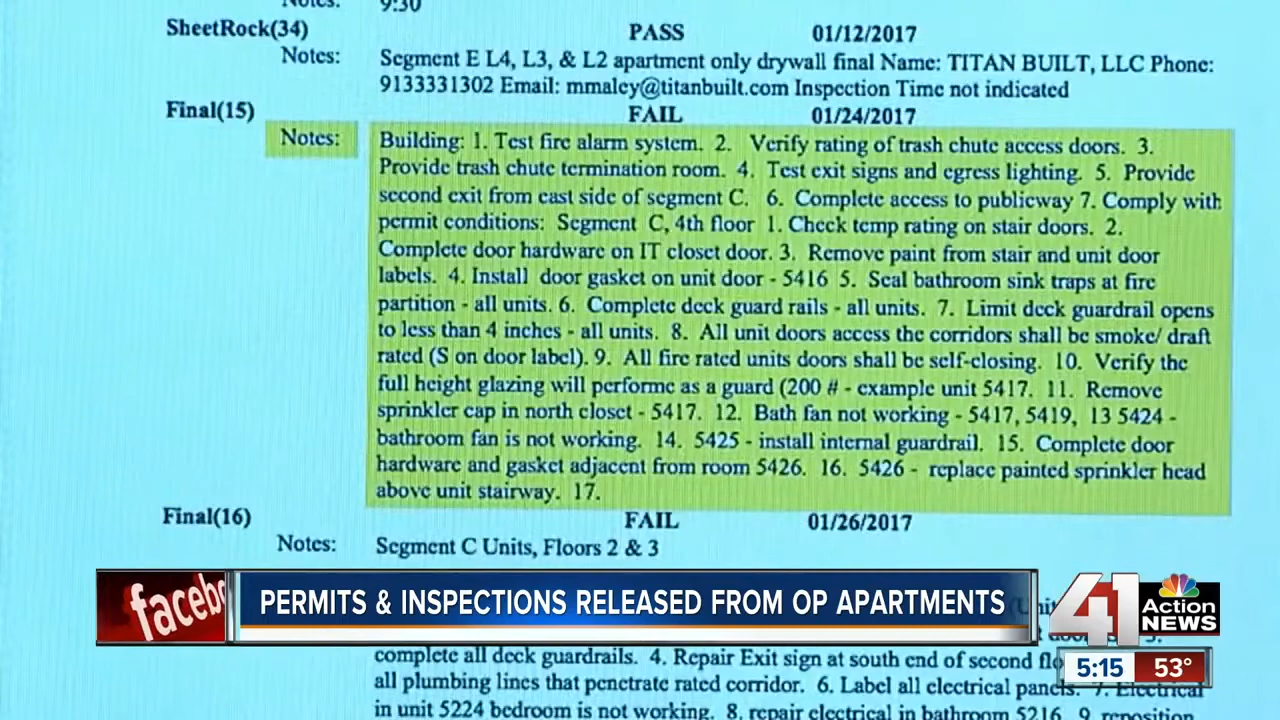 Notes: 9:30
SheetRock(34) PASS 01/12/2017
Notes: Segment E L4, L3, & L2 apartment only drywall final Name: TITAN BUILT, LLC Phone:
9133331302 Email: mmaley@titanbuilt.com Inspection Time not indicated
Final(15) FAIL 01/24/2017
Notes: Building: 1. Test fire alarm system. 2. Verify rating of trash chute access doors. 3.
Provide trash chute termination room. 4. Test exit signs and egress lighting. 5. Provide
second exit from east side of segment C. 6. Complete access to publicway 7. Comply with
permit conditions: Segment C, 4th floor 1. Check temp rating on stair doors. 2.
Complete door hardware on IT closet door. 3. Remove paint from stair and unit door
labels. 4. Install door gasket on unit door - 5416 5. Seal bathroom sink traps at fire
partition - all units. 6. Complete deck guard rails - all units. 7. Limit deck guardrail opens
to less than 4 inches - all units. 8. All unit doors access the corridors shall be smoke/ draft
rated (S on door label). 9. All fire rated units doors shall be self-closing. 10. Verify the
full height glazing will performe as a guard (200 # - example unit 5417. 11. Remove
sprinkler cap in north closet - 5417. 12. Bath fan not working - 5417, 5419, 13 5424 -
bathroom fan is not working. 14. 5425 - install internal guardrail. 15. Complete door
hardware and gasket adjacent from room 5426. 16. 5426 - replace painted sprinkler head
above unit stairway. 17.
Final(16) FAIL 01/26/2017
Notes: Segment C Units, Floors 2 & 3
facebo
PERMITS & INSPECTIONS RELEASED FROM OP APARTMENTS
41 Action NEWS
5:15 53°
complete all deck guardrails. 4. Repair Exit sign at south end of second
all plumbing lines that penetrate rated corridor. 6. Label all electrical panels. 7. Electrical
in unit 5224 bedroom is not working. 8. repair electrical in bathroom 5216. 9. reposition